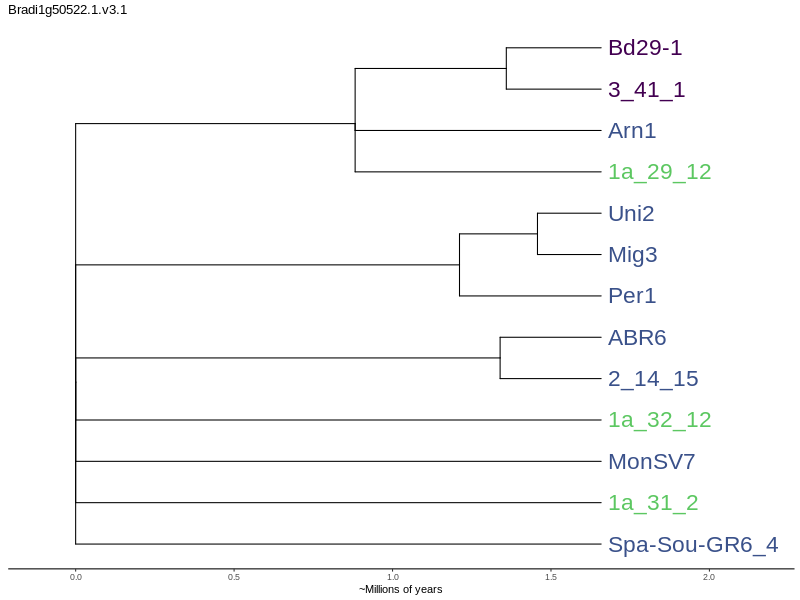 Bradi1g50522.1.v3.1
Bd29-1
3_41_1
Arn1
1a_29_12
Uni2
Mig3
Per1
ABR6
2_14_15
1a_32_12
MonSV7
1a_31_2
Spa-Sou-GR6_4
0.0 0.5 1.0 1.5 2.0
~Millions of years